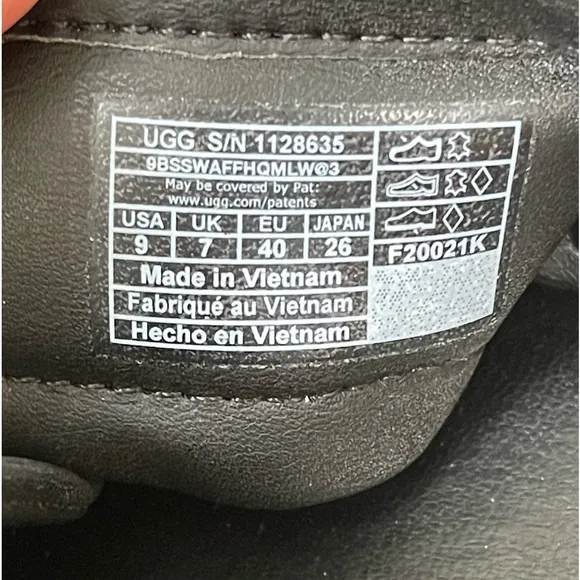 UGG S/N 1128635
9BSSWAFFHQMLW@3
May be covered by Pat:
www.ugg.com/patents
USA UK EU JAPAN
9 7 40 26
F20021K
Made in Vietnam
Fabriqué au Vietnam
Hecho en Vietnam